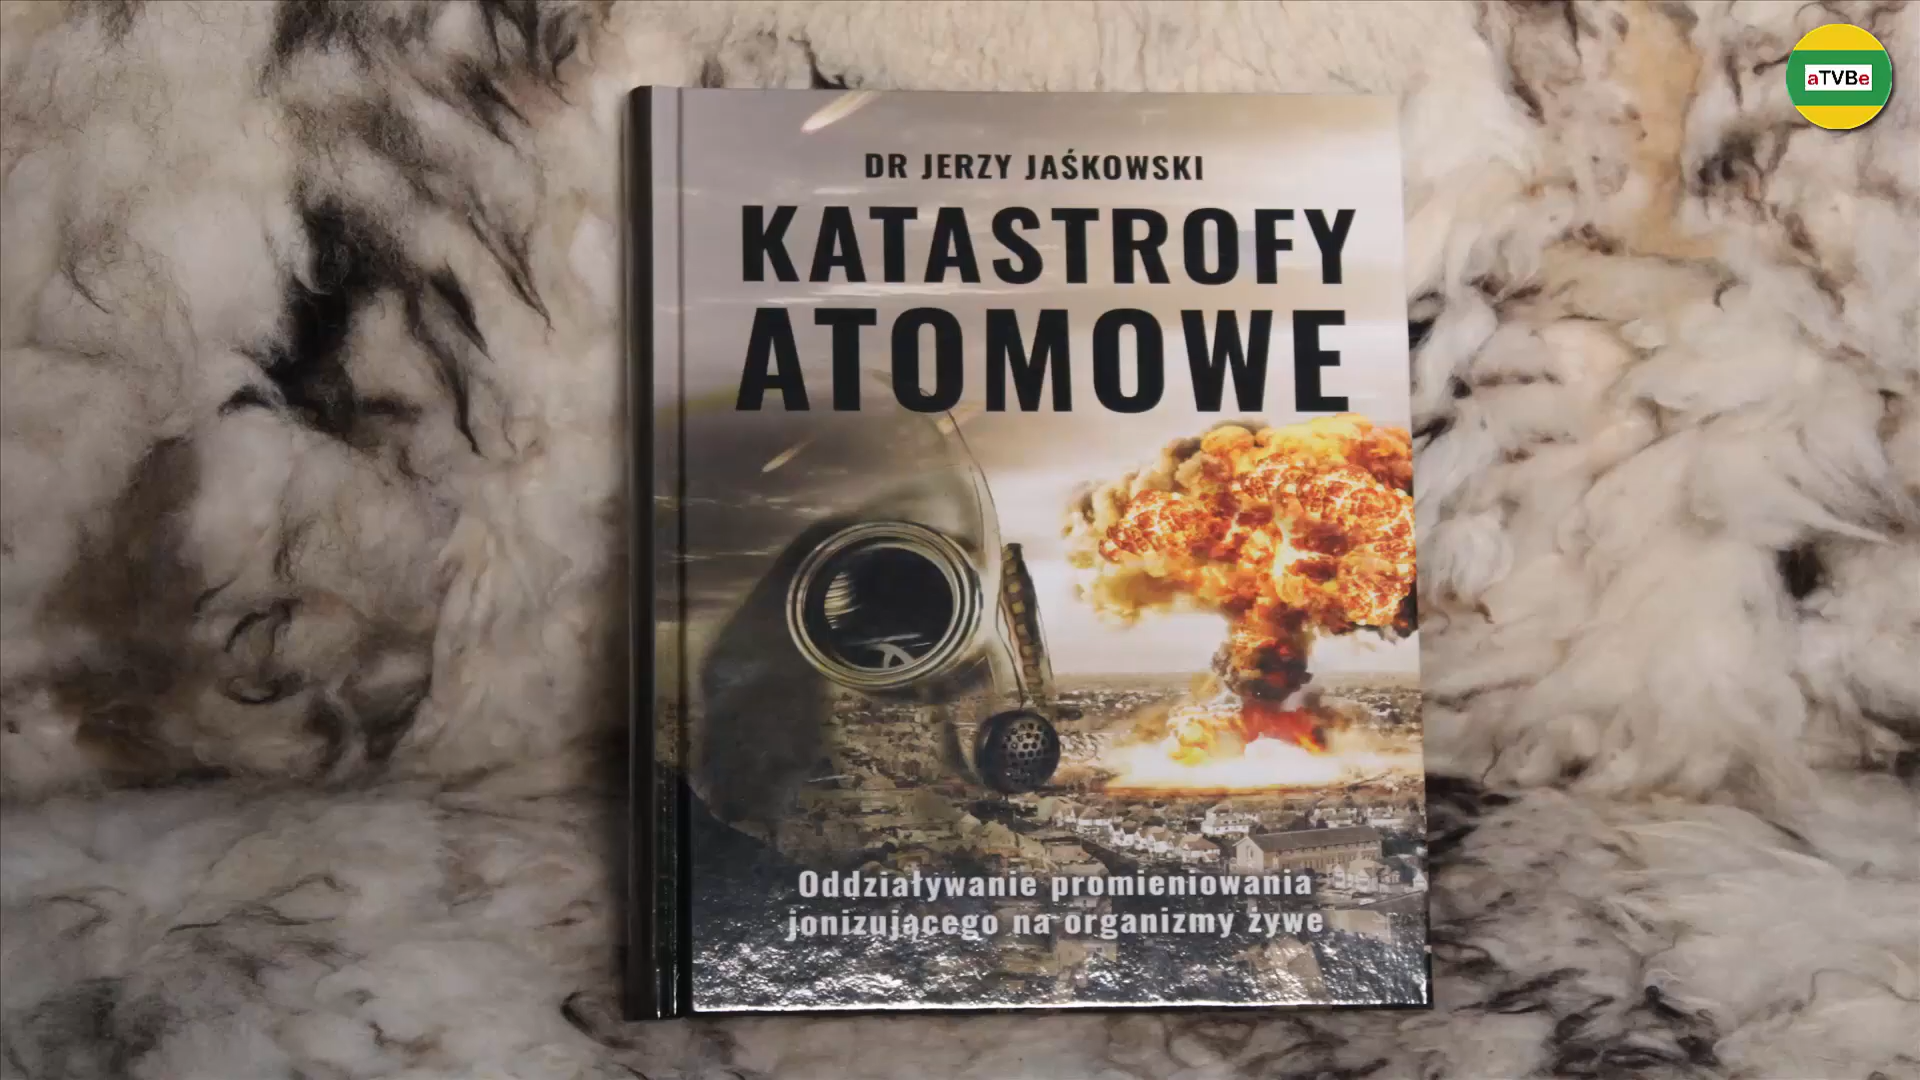 aTVBe
DR JERZY JAŚKOWSKI
KATASTROFY
ATOMOWE
Oddziaływanie promieniowania
jonizującego na organizmy żywe